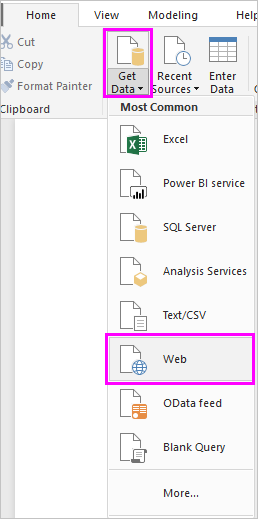 Home View Modeling Hel
Cut
Copy
Format Painter
Clipboard
Get Data
Recent Sources
Enter Data
Most Common
Excel
Power BI service
SQL Server
Analysis Services
Text/CSV
Web
OData feed
Blank Query
More...